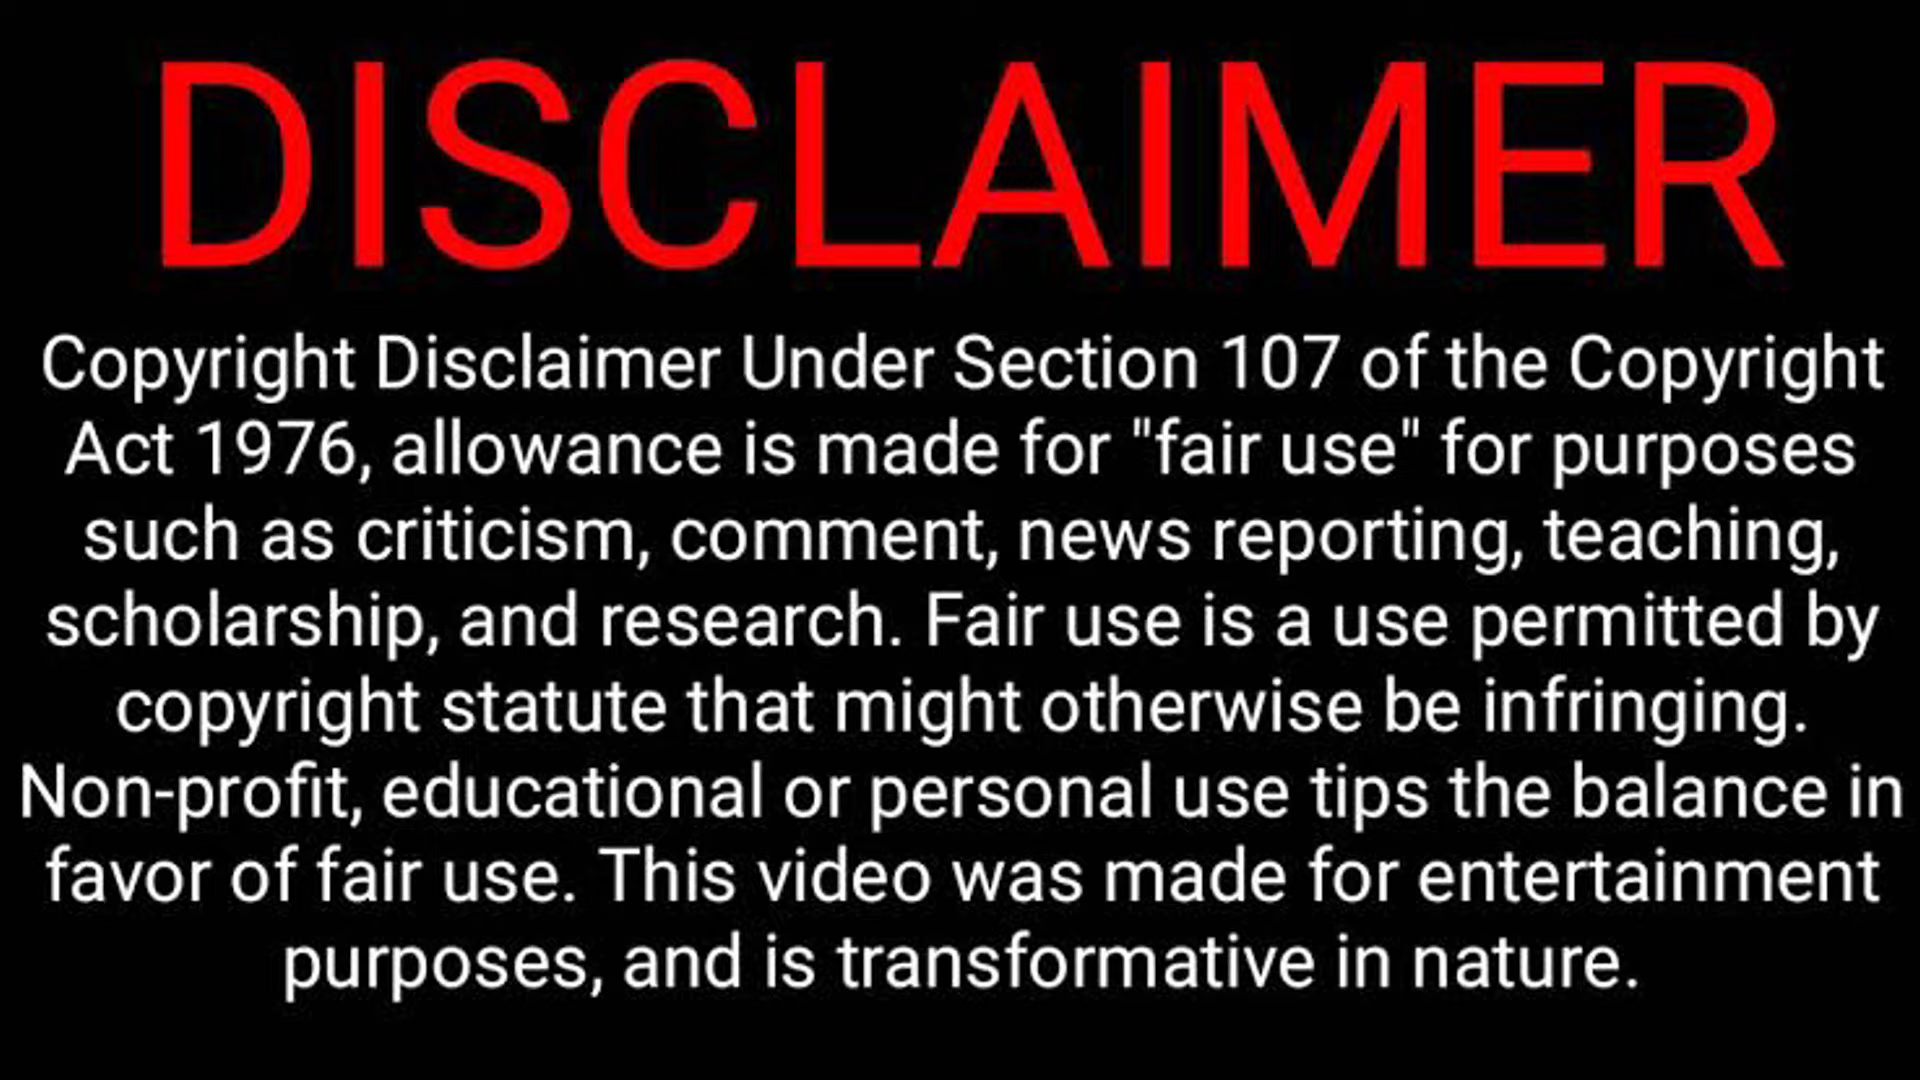 DISCLAIMER
Copyright Disclaimer Under Section 107 of the Copyright
Act 1976, allowance is made for "fair use" for purposes
such as criticism, comment, news reporting, teaching,
scholarship, and research. Fair use is a use permitted by
copyright statute that might otherwise be infringing.
Non-profit, educational or personal use tips the balance in
favor of fair use. This video was made for entertainment
purposes, and is transformative in nature.